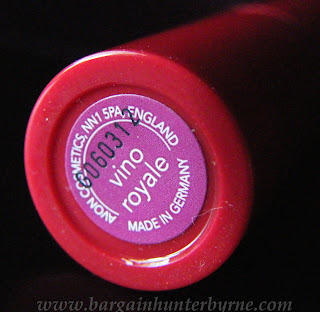 AVON COSMETICS, NN1 5PA, ENGLAND
vino
royale
MADE IN GERMANY
www.bargainhunterbyrne.com